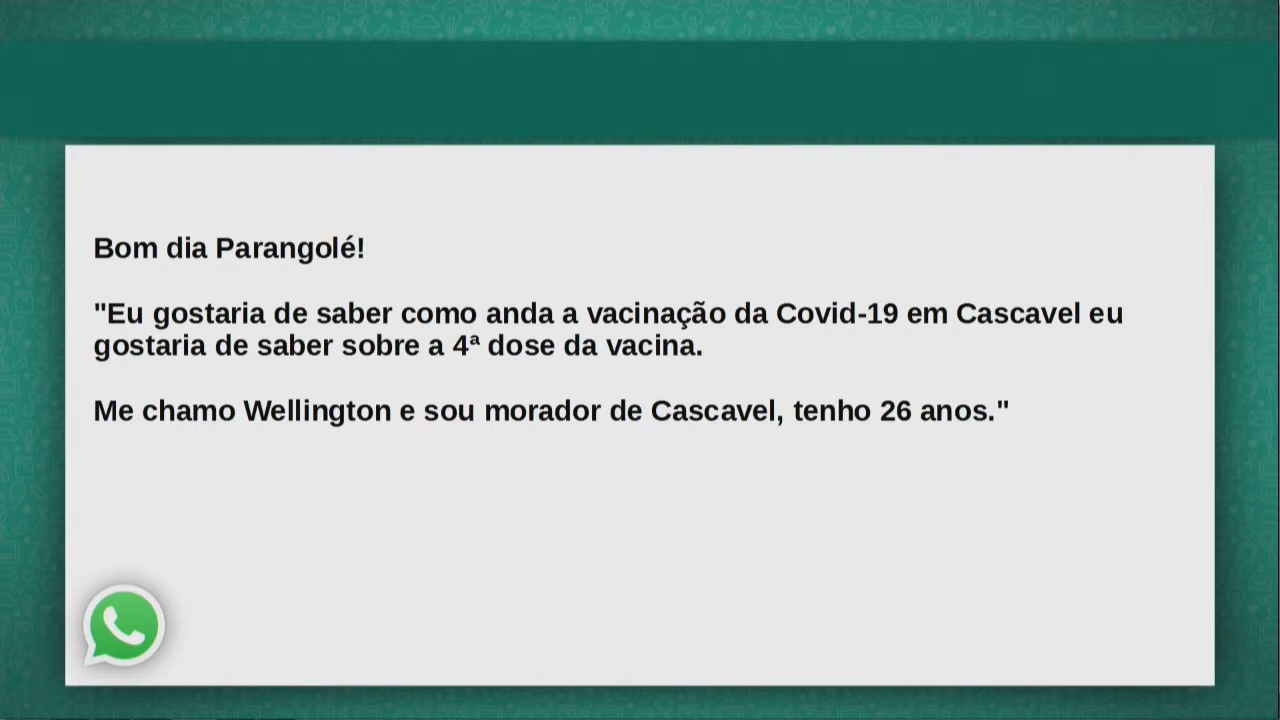 Bom dia Parangolé!
"Eu gostaria de saber como anda a vacinação da Covid-19 em Cascavel eu
gostaria de saber sobre a 4ª dose da vacina.
Me chamo Wellington e sou morador de Cascavel, tenho 26 anos."